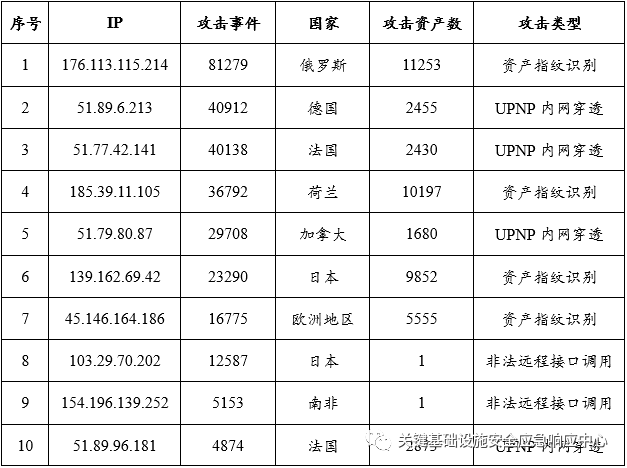 序号 IP 攻击事件 国家 攻击资产数 攻击类型
1 176.113.115.214 81279 俄罗斯 11253 资产指纹识别
2 51.89.6.213 40912 德国 2455 UPNP 内网穿透
3 51.77.42.141 40138 法国 2430 UPNP 内网穿透
4 185.39.11.105 36792 荷兰 10197 资产指纹识别
5 51.79.80.87 29708 加拿大 1680 UPNP 内网穿透
6 139.162.69.42 23290 日本 9852 资产指纹识别
7 45.146.164.186 16775 欧洲地区 5555 资产指纹识别
8 103.29.70.202 12587 日本 1 非法远程接口调用
9 154.196.139.252 5153 南非 1 非法远程接口调用
10 51.89.96.181 4874 法国 UPNP 内网穿透
关键基础设施安全应急响应中心